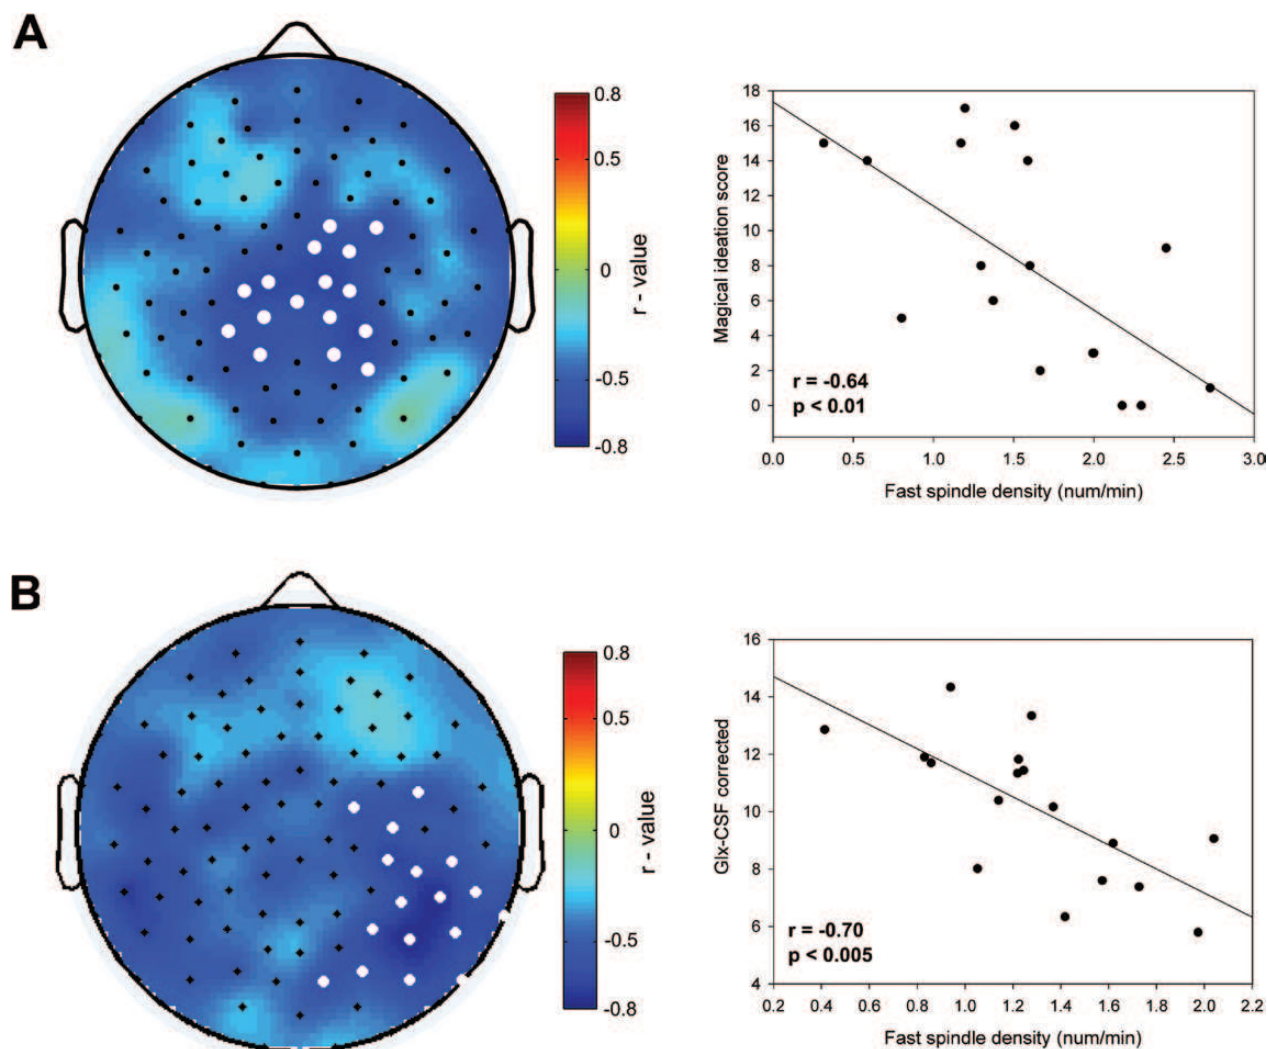 A
0.8
0.5
0
-0.5
-0.8
r - value
Magical ideation score
18
16
14
12
10
8
6
4
2
0
r = -0.64
p < 0.01
0.0 0.5 1.0 1.5 2.0 2.5 3.0
Fast spindle density (num/min)
B
0.8
0.5
0
-0.5
-0.8
r - value
Glx-CSF corrected
16
14
12
10
8
6
4
r = -0.70
p < 0.005
0.2 0.4 0.6 0.8 1.0 1.2 1.4 1.6 1.8 2.0 2.2
Fast spindle density (num/min)